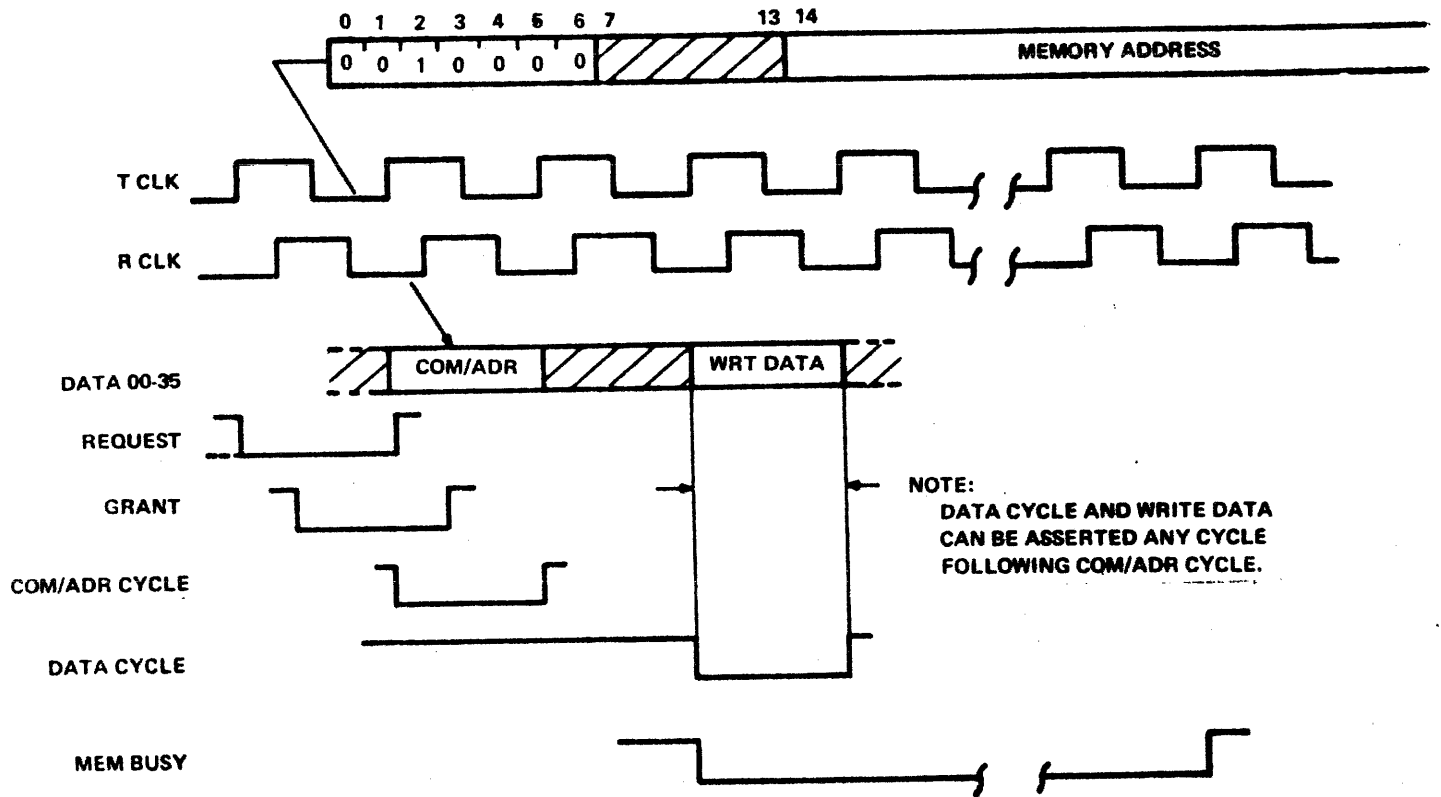 0 1 2 3 4 5 6 7 13 14
0 0 1 0 0 0 0 MEMORY ADDRESS
T CLK
R CLK
COM/ADR WRT DATA
DATA 00-35
REQUEST
GRANT
NOTE:
DATA CYCLE AND WRITE DATA
CAN BE ASSERTED ANY CYCLE
FOLLOWING COM/ADR CYCLE.
COM/ADR CYCLE
DATA CYCLE
MEM BUSY